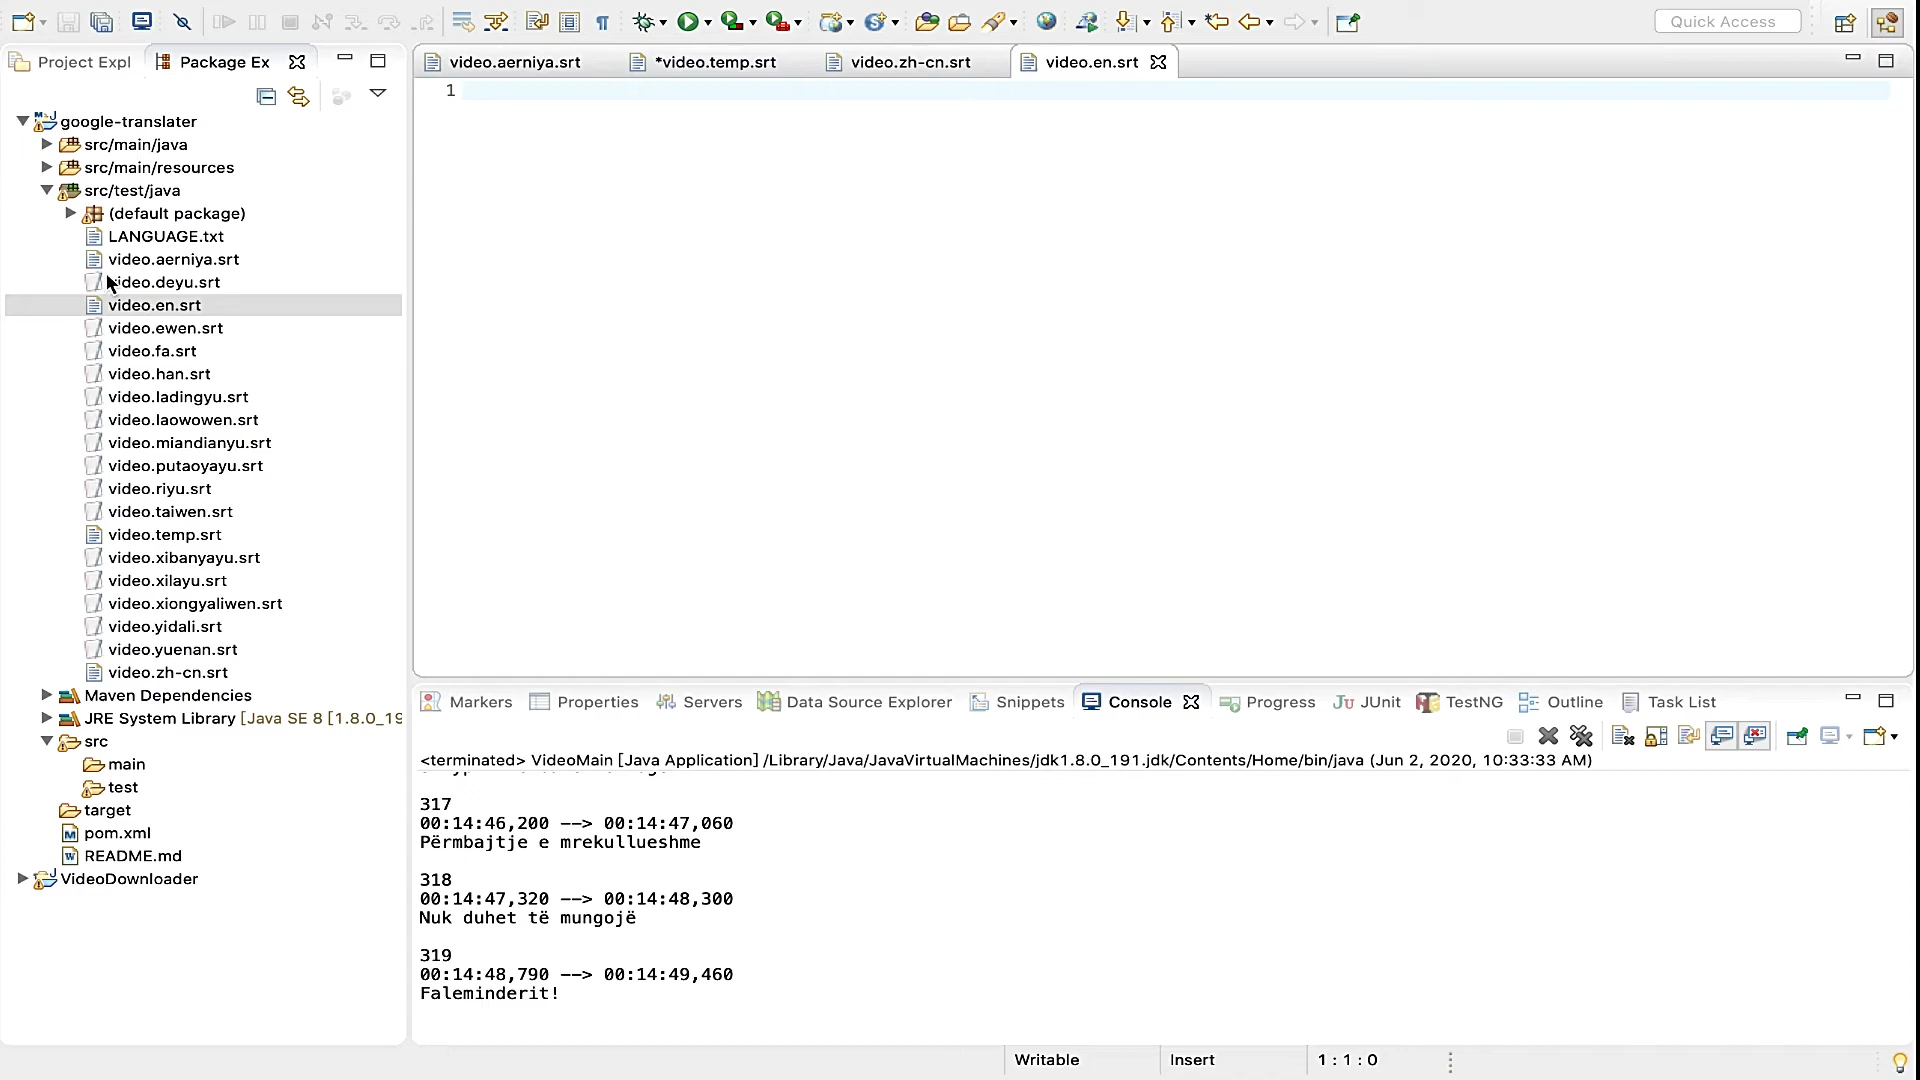 Quick Access
Project Expl
Package Ex
google-translater
src/main/java
src/main/resources
src/test/java
(default package)
LANGUAGE.txt
video.aerniya.srt
video.deyu.srt
video.en.srt
video.ewen.srt
video.fa.srt
video.han.srt
video.ladingyu.srt
video.laowowen.srt
video.miandianyu.srt
video.putaoyayu.srt
video.riyu.srt
video.taiwen.srt
video.temp.srt
video.xibanyayu.srt
video.xilayu.srt
video.xiongyaliwen.srt
video.yidali.srt
video.yuenan.srt
video.zh-cn.srt
Maven Dependencies
JRE System Library [Java SE 8 [1.8.0_19
src
main
test
target
pom.xml
README.md
VideoDownloader
video.aerniya.srt
*video.temp.srt
video.zh-cn.srt
video.en.srt
1
Markers
Properties
Servers
Data Source Explorer
Snippets
Console
Progress
JUnit
TestNG
Outline
Task List
<terminated> VideoMain [Java Application] /Library/Java/JavaVirtualMachines/jdk1.8.0_191.jdk/Contents/Home/bin/java (Jun 2, 2020, 10:33:33 AM)
317
00:14:46,200 --> 00:14:47,060
Përmbajtje e mrekullueshme
318
00:14:47,320 --> 00:14:48,300
Nuk duhet të mungojë
319
00:14:48,790 --> 00:14:49,460
Faleminderit!
Writable
Insert
1 : 1 : 0